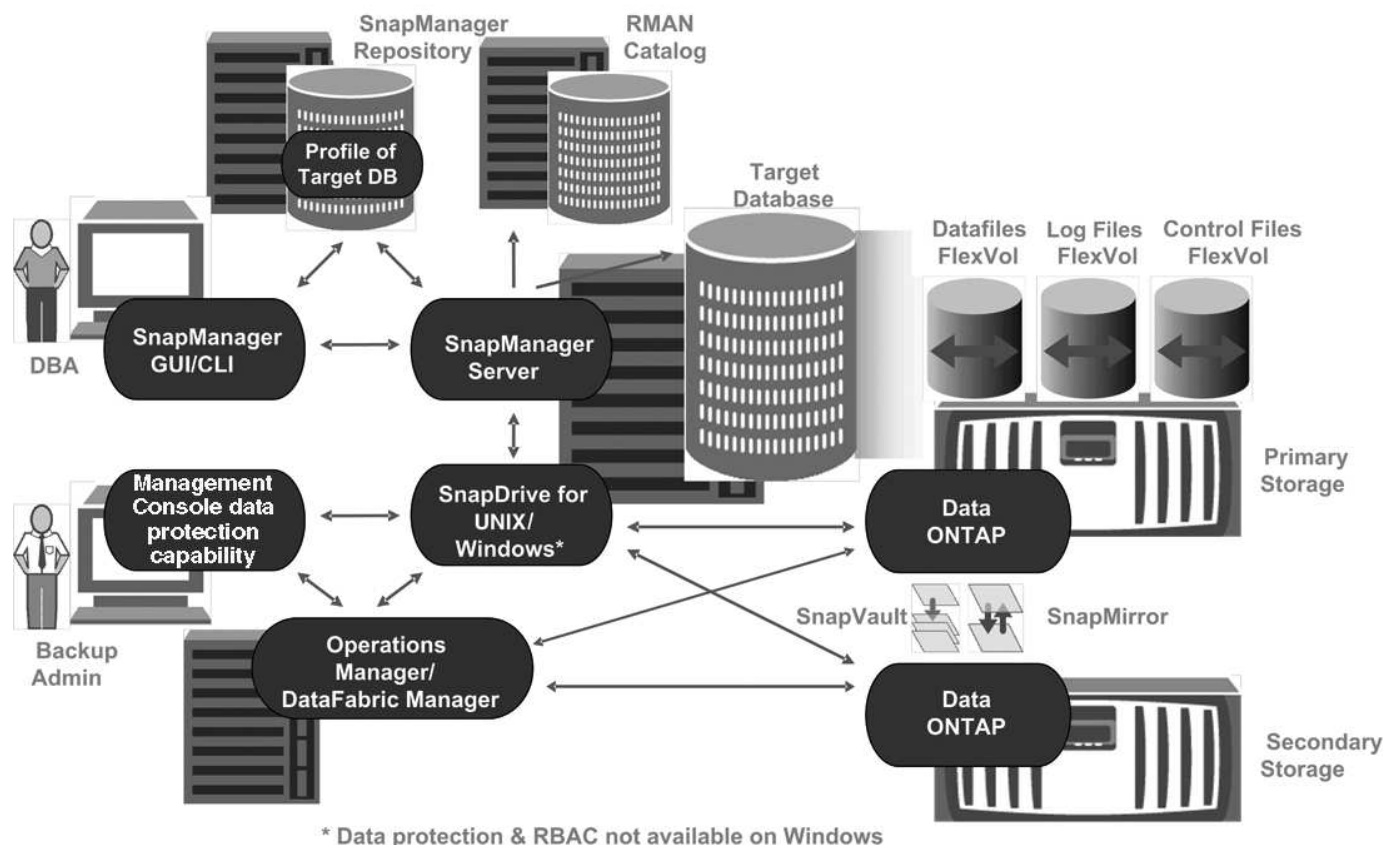 SnapManager
Repository
RMAN
Catalog
Profile of
Target DB
Target
Database
Datafiles
FlexVol
Log Files
FlexVol
Control Files
FlexVol
DBA
SnapManager
GUI/CLI
SnapManager
Server
Primary
Storage
Management
Console data
protection
capability
SnapDrive for
UNIX/
Windows*
Data
ONTAP
SnapVault
SnapMirror
Backup
Admin
Operations
Manager/
DataFabric Manager
Data
ONTAP
Secondary
Storage
* Data protection & RBAC not available on Windows